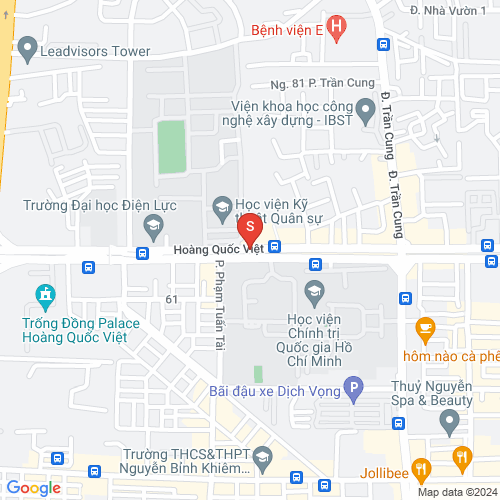 Đ. Nhà Vườn 1
Bệnh viện E
H
Leadvisors Tower
Ng. 81 P. Trần Cung
Viện khoa học công
nghệ xây dựng - IBST
Đ. Trần Cung
Đ. Trần Cung
Trường Đại học Điện Lực
Học viện Kỹ
thuật Quân sự
S
Hoàng Quốc Việt
P. Phạm Tuấn Tài
61
Trống Đồng Palace
Hoàng Quốc Việt
Học viện
Chính trị
Quốc gia Hồ
Chí Minh
hôm nào cà phê
Bãi đậu xe Dịch Vọng
P
Thuỷ Nguyễn
Spa & Beauty
Trường THCS&THPT
Nguyễn Bỉnh Khiêm...
Jollibee
Google
Map data ©2024